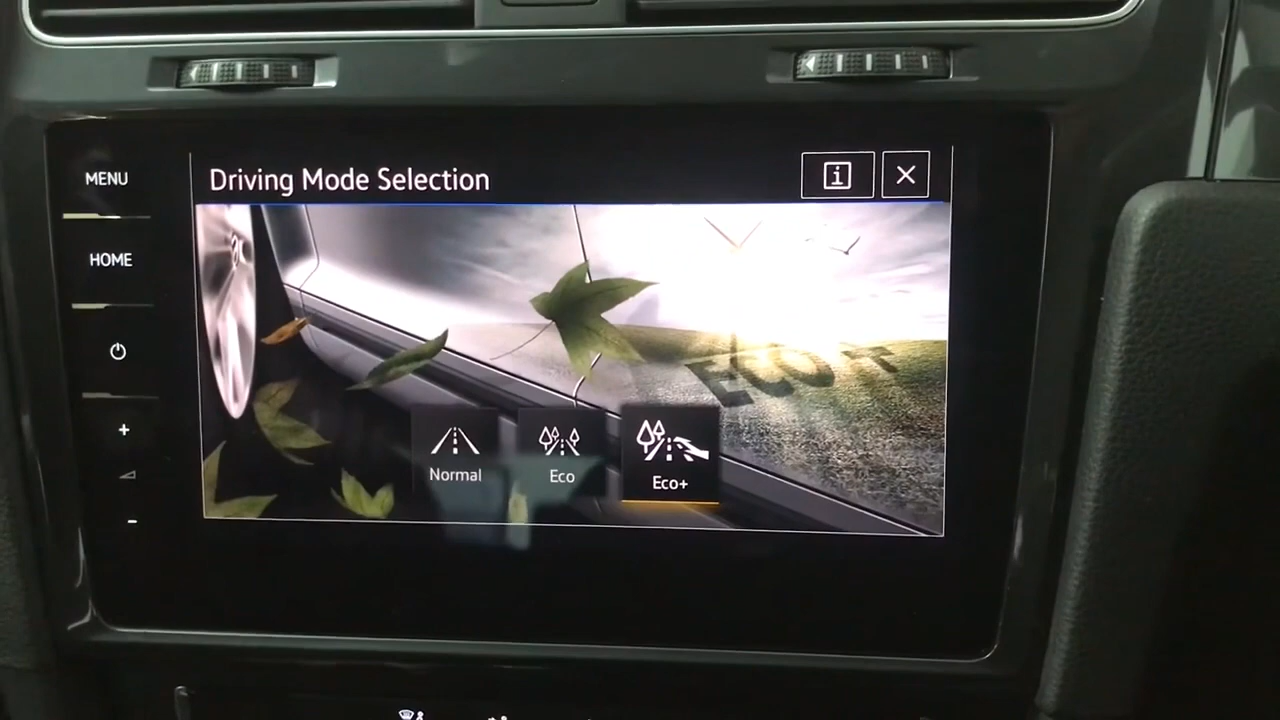 MENU
HOME
Driving Mode Selection
ECO+
Normal
Eco
Eco+